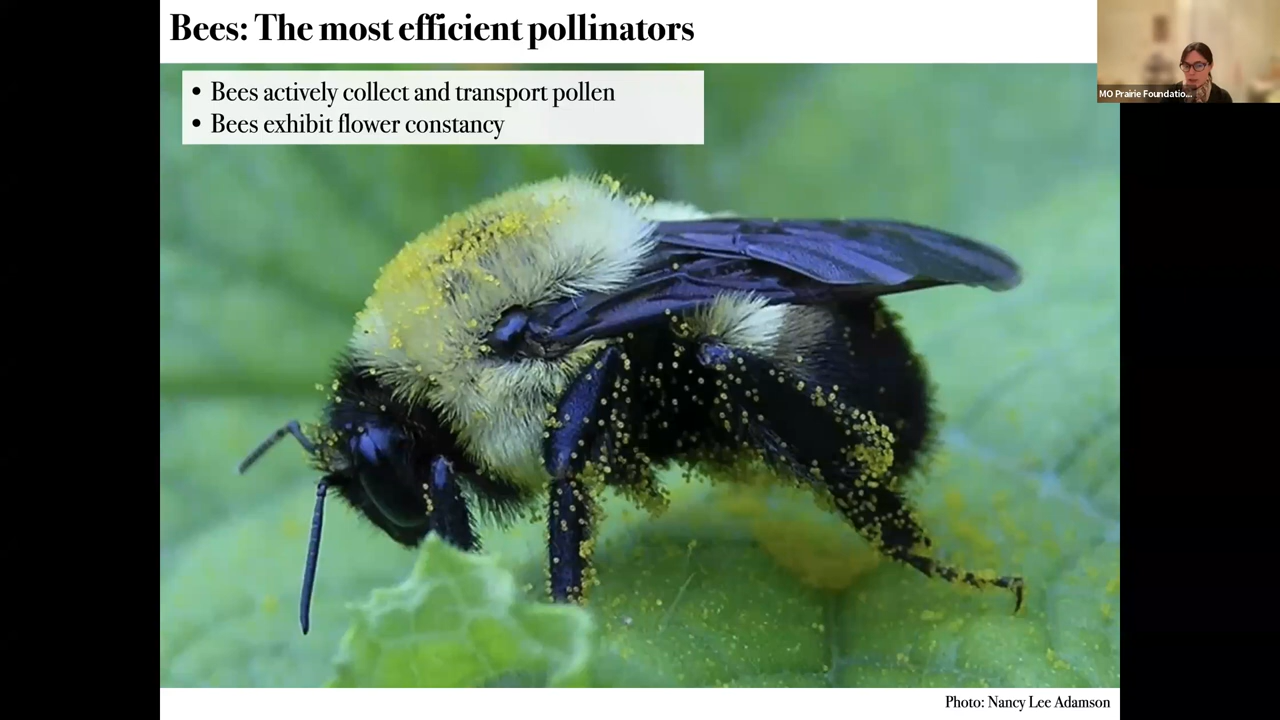 Bees: The most efficient pollinators
MO Prairie Foundatio...
• Bees actively collect and transport pollen
• Bees exhibit flower constancy
Photo: Nancy Lee Adamson